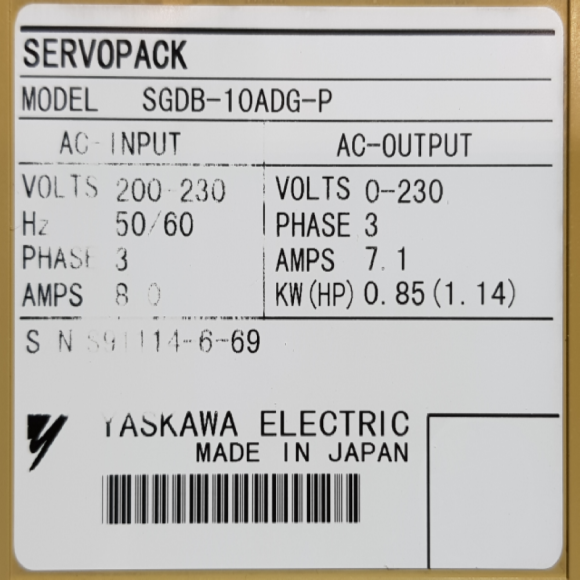 SERVOPACK
MODEL SGDB-10ADG-P
AC-INPUT AC-OUTPUT
VOLTS 200-230 VOLTS 0-230
Hz 50/60 PHASE 3
PHASE 3 AMPS 7.1
AMPS 8.0 KW(HP) 0.85(1.14)
S N
YASKAWA ELECTRIC
MADE IN JAPAN